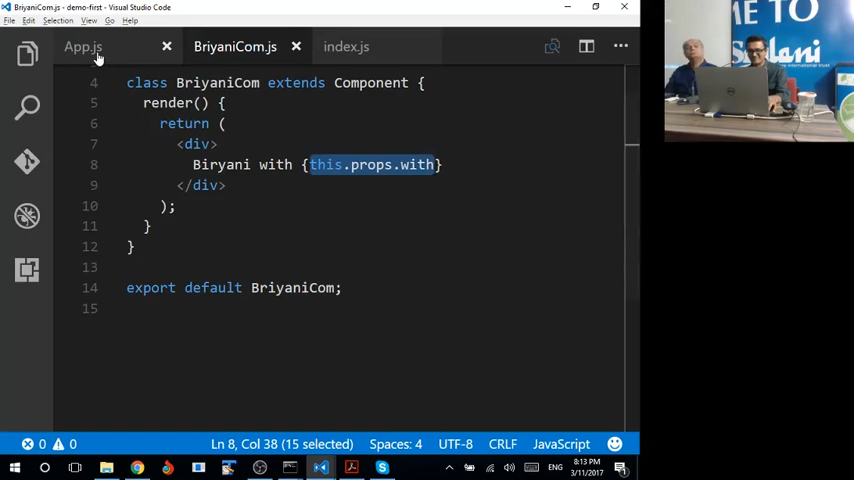 BriyaniCom.js - demo-first - Visual Studio Code
File Edit Selection View Go Help
App.js BriyaniCom.js index.js
4 class BriyaniCom extends Component {
5 render() {
6 return (
7 <div>
8 Biryani with {this.props.with}
9 </div>
10 );
11 }
12 }
13
14 export default BriyaniCom;
15
0 0 Ln 8, Col 38 (15 selected) Spaces: 4 UTF-8 CRLF JavaScript
ENG 8:13 PM
3/11/2017
ME TO